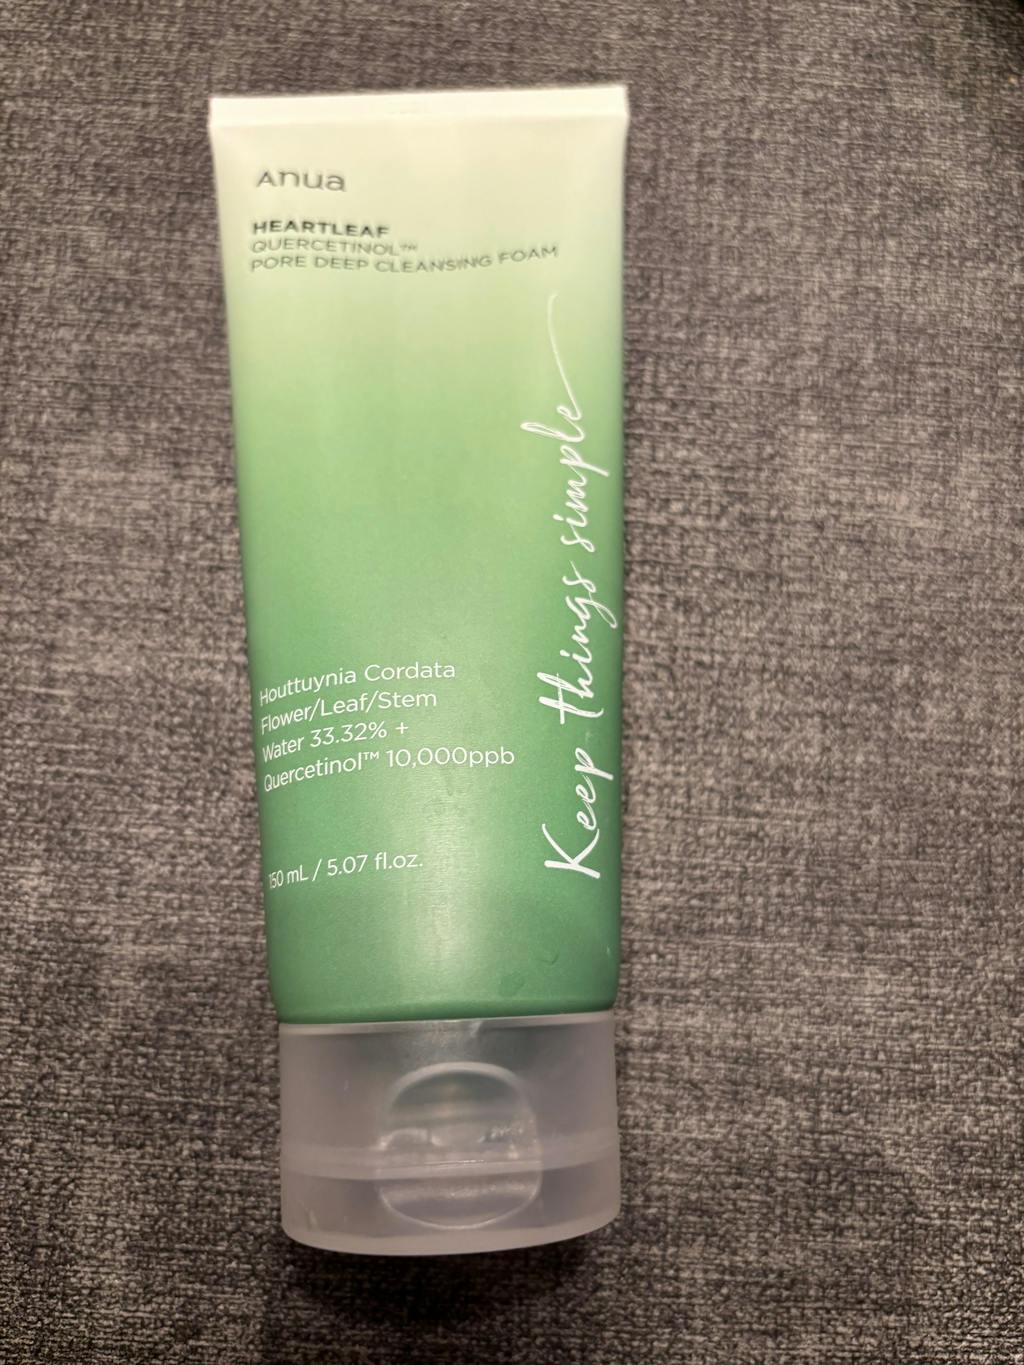 Anua
HEARTLEAF
QUERCETINOL™
PORE DEEP CLEANSING FOAM
Keep things simple
Houttuynia Cordata
Flower/Leaf/Stem
Water 33.32% +
Quercetinol™ 10,000ppb
150 mL / 5.07 fl.oz.